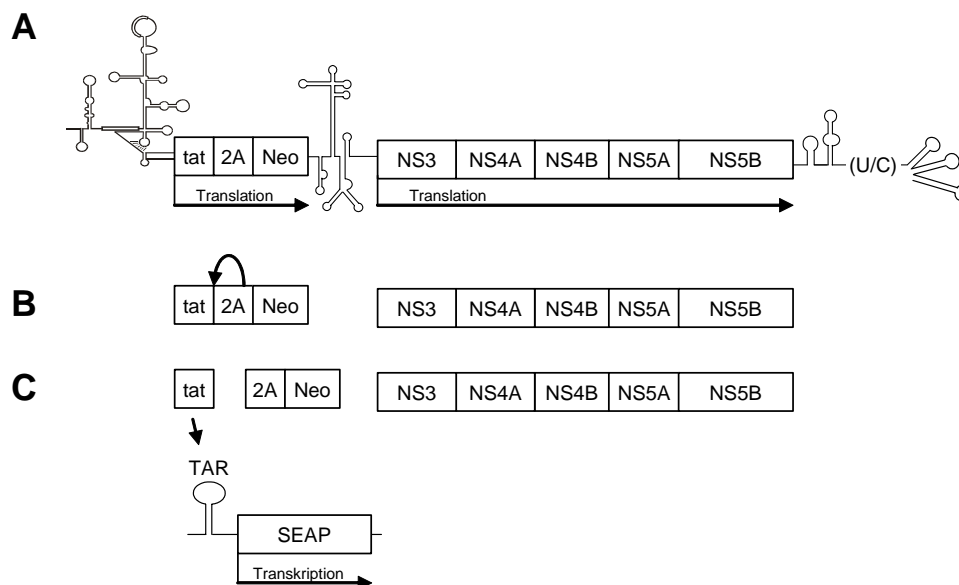 A
tat 2A Neo NS3 NS4A NS4B NS5A NS5B (U/C)
Translation Translation
B
tat 2A Neo NS3 NS4A NS4B NS5A NS5B
C
tat 2A Neo NS3 NS4A NS4B NS5A NS5B
TAR
SEAP
Transkription